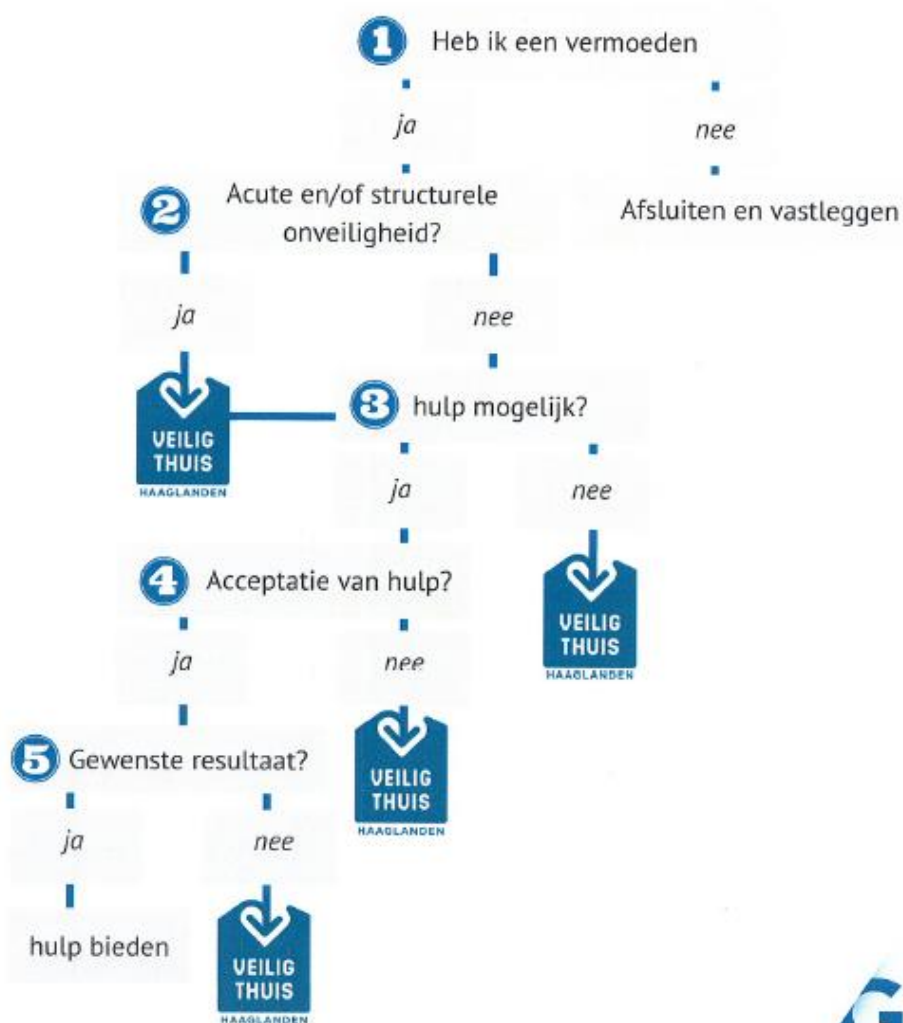 1 Heb ik een vermoeden
ja
nee
2 Acute en/of structurele
onveiligheid?
Afsluiten en vastleggen
ja
nee
VEILIG
THUIS
HAAGLANDEN
3 hulp mogelijk?
ja
nee
VEILIG
THUIS
HAAGLANDEN
4 Acceptatie van hulp?
ja
nee
VEILIG
THUIS
HAAGLANDEN
5 Gewenste resultaat?
ja
nee
hulp bieden
VEILIG
THUIS
HAAGLANDEN
G